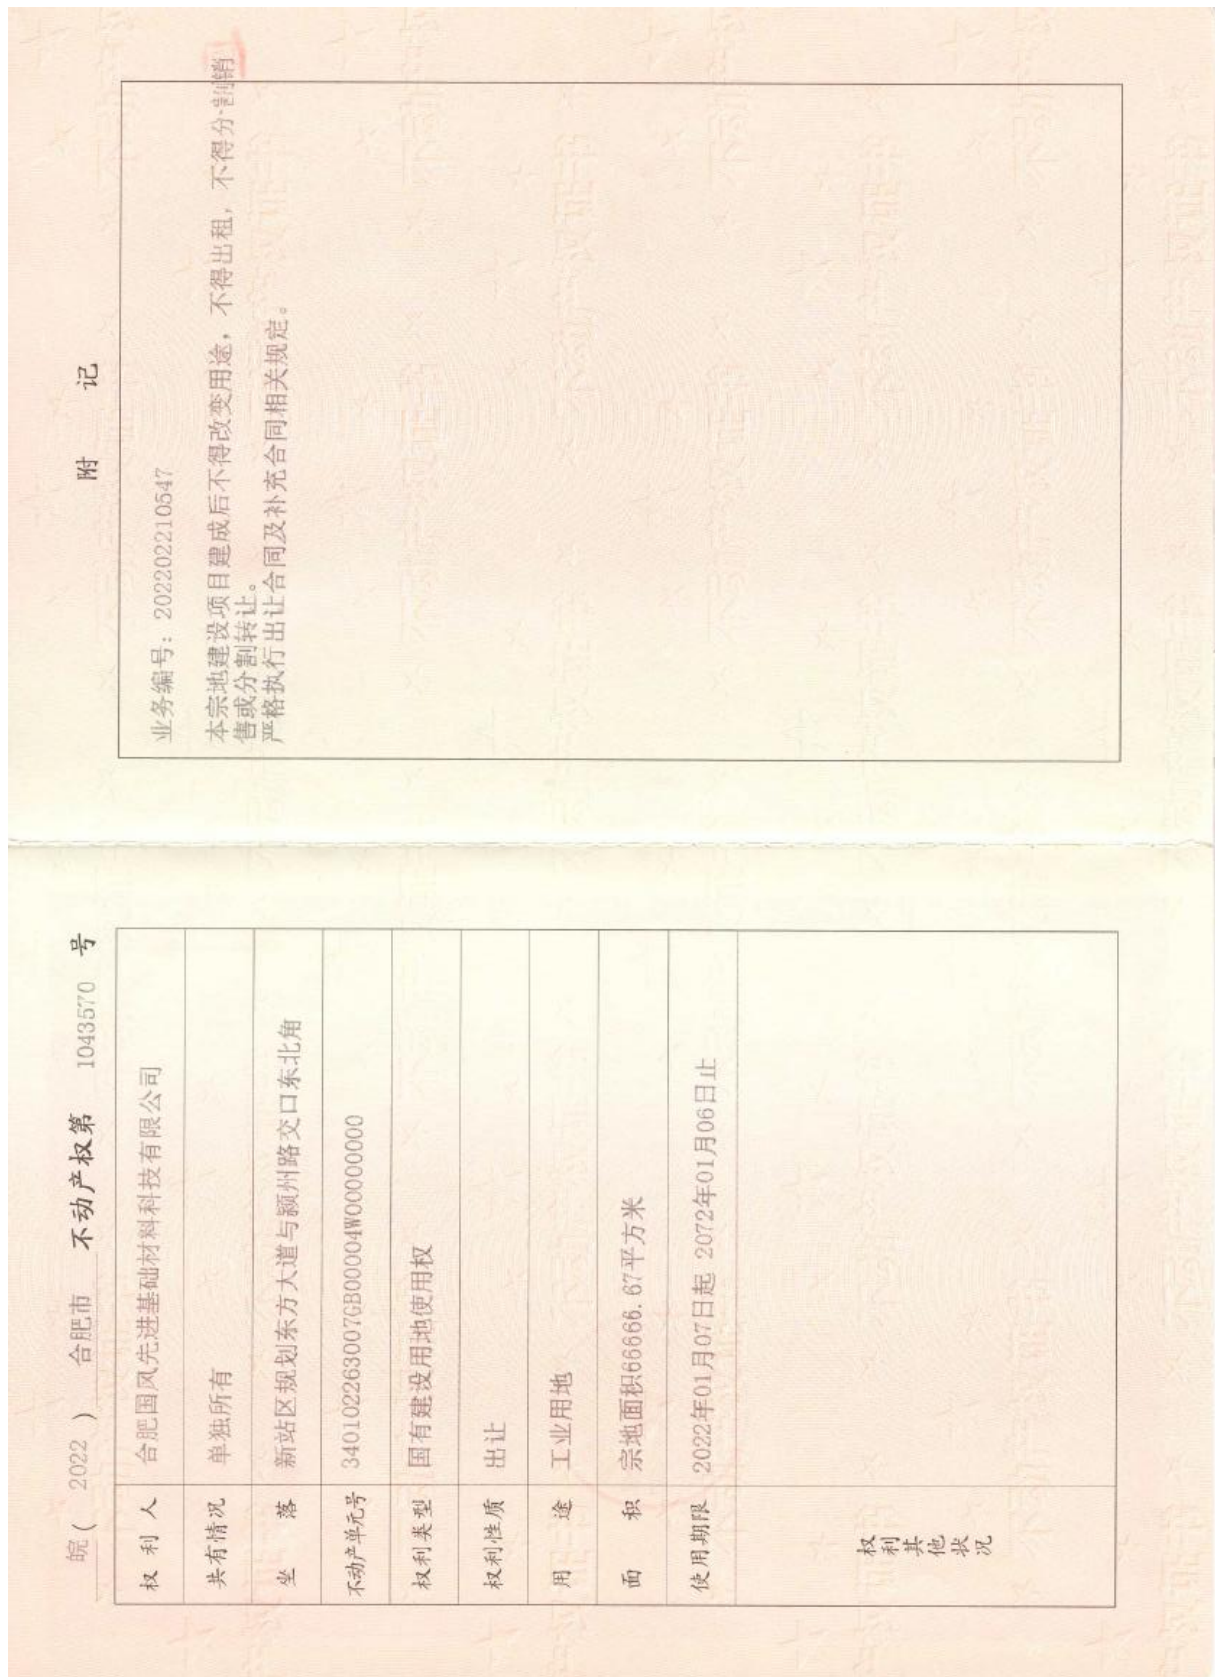 皖( 2022 ) 合肥市 不动产权第 1043570 号
权利人 合肥国风先进基础材料科技有限公司
共有情况 单独所有
坐落 新站区规划东方大道与颍州路交口东北角
不动产单元号 340102263007GB00004W00000000
权利类型 国有建设用地使用权
权利性质 出让
用途 工业用地
面积 宗地面积66666.67平方米
使用期限 2022年01月07日起 2072年01月06日止
权利其他状况
附 记
业务编号：202202210547
本宗地建设项目建成后不得改变用途，不得出租，不得分割销
售或分割转让。
严格执行出让合同及补充合同相关规定。